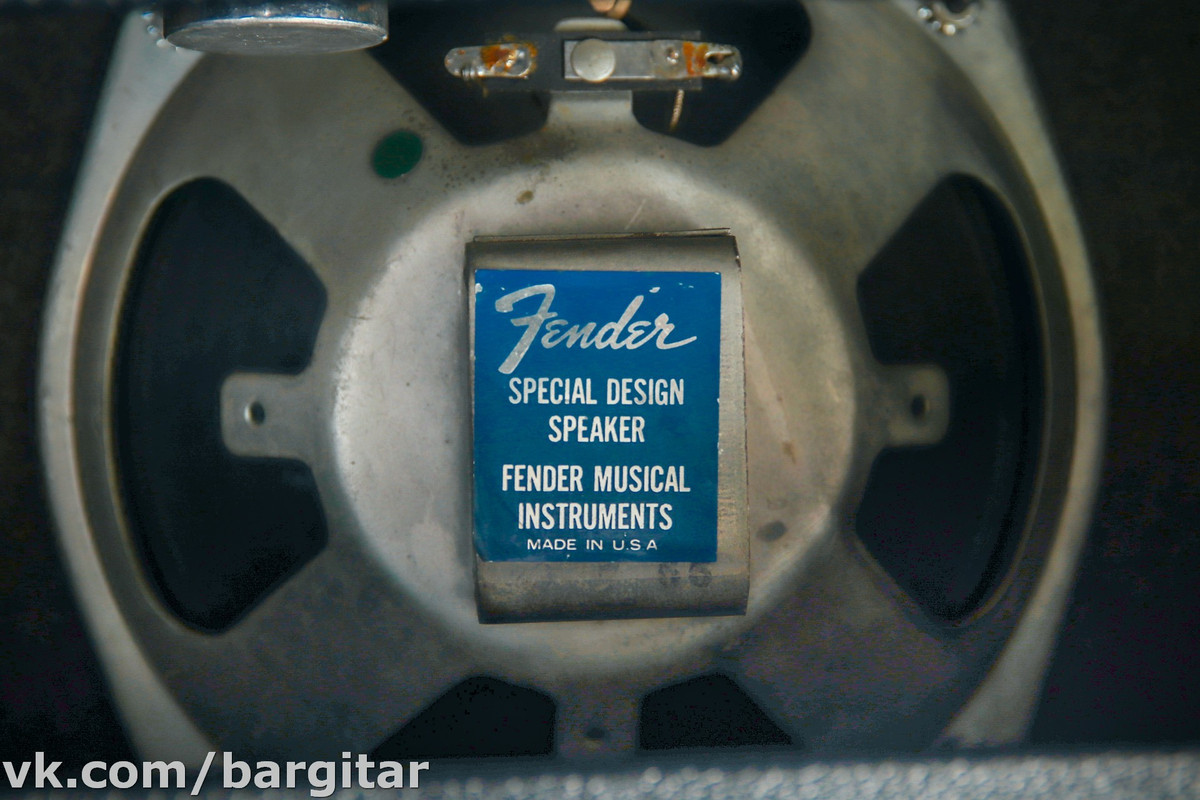 Fender
SPECIAL DESIGN
SPEAKER
FENDER MUSICAL
INSTRUMENTS
MADE IN U.S.A
vk.com/bargitar